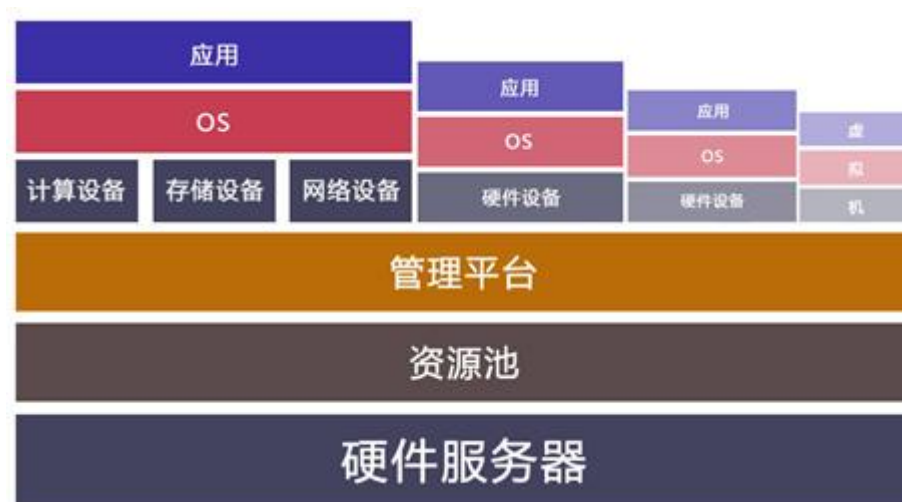 应用
OS
计算设备 存储设备 网络设备
应用
OS
硬件设备
应用
OS
硬件设备
虚
拟
机
管理平台
资源池
硬件服务器